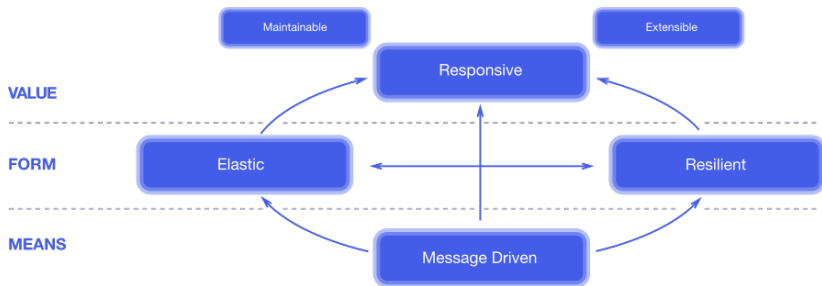 Maintainable
Extensible
Responsive
VALUE
FORM
Elastic
Resilient
MEANS
Message Driven